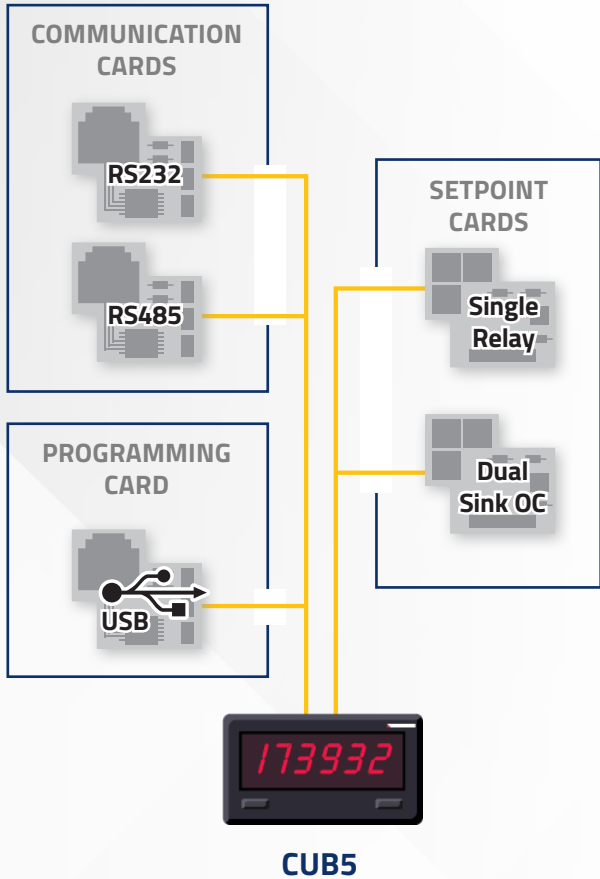 COMMUNICATION
CARDS
RS232
RS485
PROGRAMMING
CARD
USB
SETPOINT
CARDS
Single
Relay
Dual
Sink OC
173932
CUB5